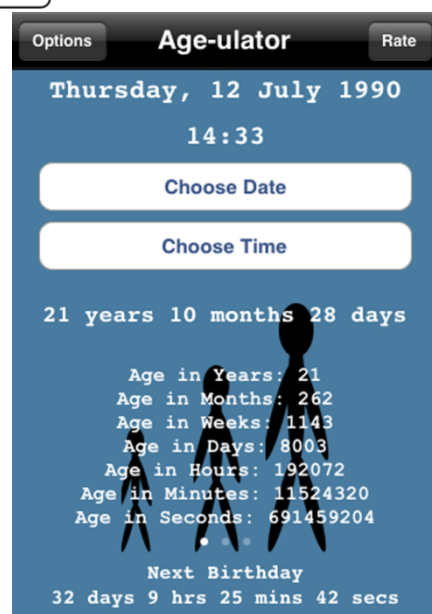 Options
Age-ulator
Rate
Thursday, 12 July 1990
14:33
Choose Date
Choose Time
21 years 10 months 28 days
Age in Years: 21
Age in Months: 262
Age in Weeks: 1143
Age in Days: 8003
Age in Hours: 192072
Age in Minutes: 11524320
Age in Seconds: 691459204
Next Birthday
32 days 9 hrs 25 mins 42 secs